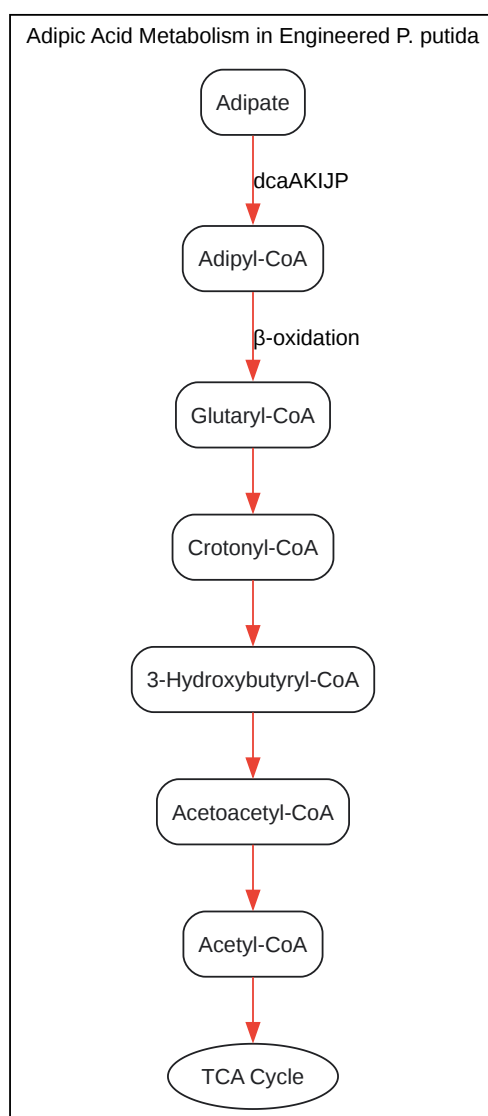 Adipic Acid Metabolism in Engineered P. putida
Adipate
dcaAKIJP
Adipyl-CoA
β-oxidation
Glutaryl-CoA
Crotonyl-CoA
3-Hydroxybutyryl-CoA
Acetoacetyl-CoA
Acetyl-CoA
TCA Cycle